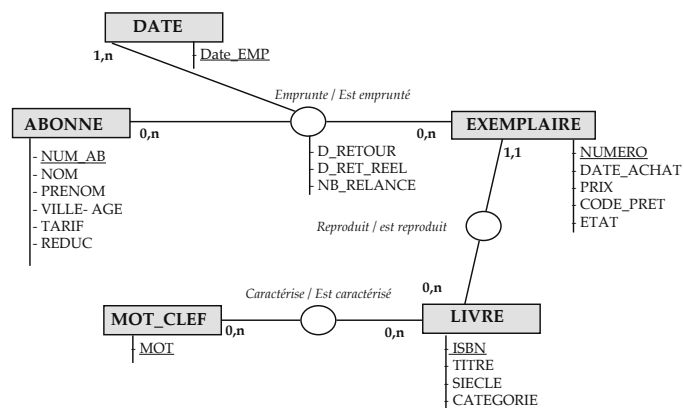 DATE
1,n
- Date_EMP
Emprunte / Est emprunté
ABONNE
0,n
0,n
EXEMPLAIRE
- NUM_AB
- NOM
- PRENOM
- VILLE- AGE
- TARIF
- REDUC
- D_RETOUR
- D_RET_REEL
- NB_RELANCE
1,1
- NUMERO
- DATE_ACHAT
- PRIX
- CODE_PRET
- ETAT
Reproduit / est reproduit
0,n
Caractérise / Est caractérisé
MOT_CLEF
0,n
0,n
LIVRE
- MOT
- ISBN
- TITRE
- SIECLE
- CATEGORIE